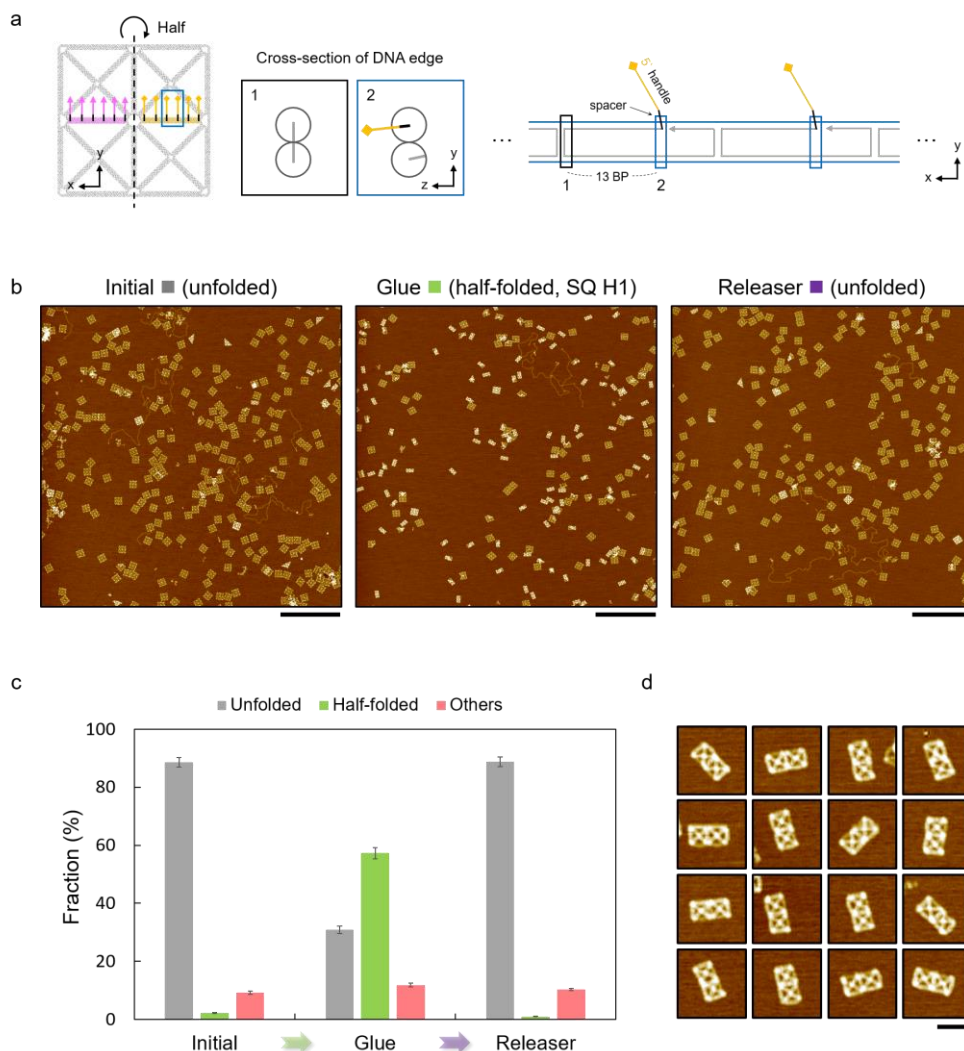 a
Half
y
x
Cross-section of DNA edge
1
2
y
z
5` handle
spacer
...
...
13 BP
1
2
y
x
b
Initial (unfolded)
Glue (half-folded, SQ H1)
Releaser (unfolded)
c
Unfolded Half-folded Others
Fraction (%)
100
80
60
40
20
0
Initial
Glue
Releaser
d